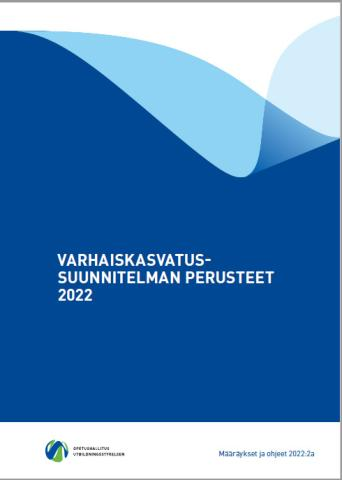 VARHAISKASVATUS-
SUUNNITELMAN PERUSTEET
2022
OPETUSHALLITUS
UTBILDNINGSSTYRELSEN
Määräykset ja ohjeet 2022:2a